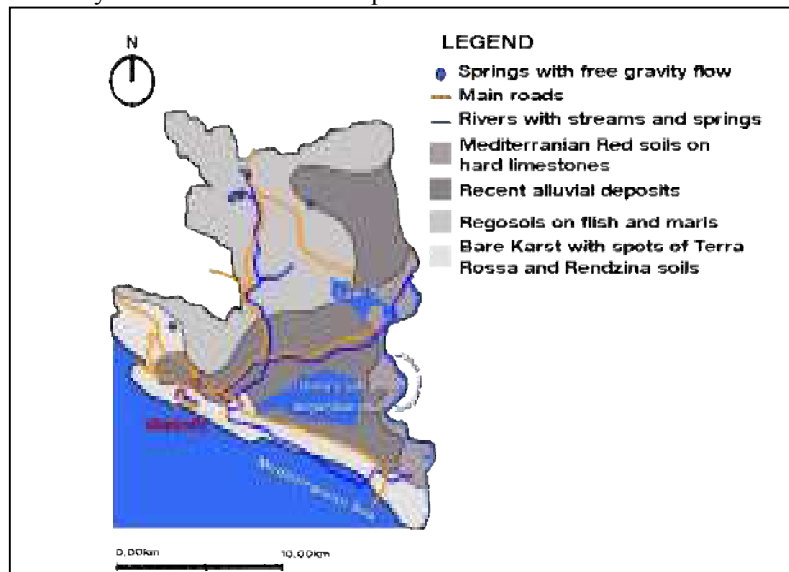 N
LEGEND
Springs with free gravity flow
Main roads
Rivers with streams and springs
Mediterranian Red soils on
hard limestones
Recent alluvial deposits
Regosols on flish and marls
Bare Karst with spots of Terra
Rossa and Rendzina soils
Mediterranean Sea
0.00km 10.00km